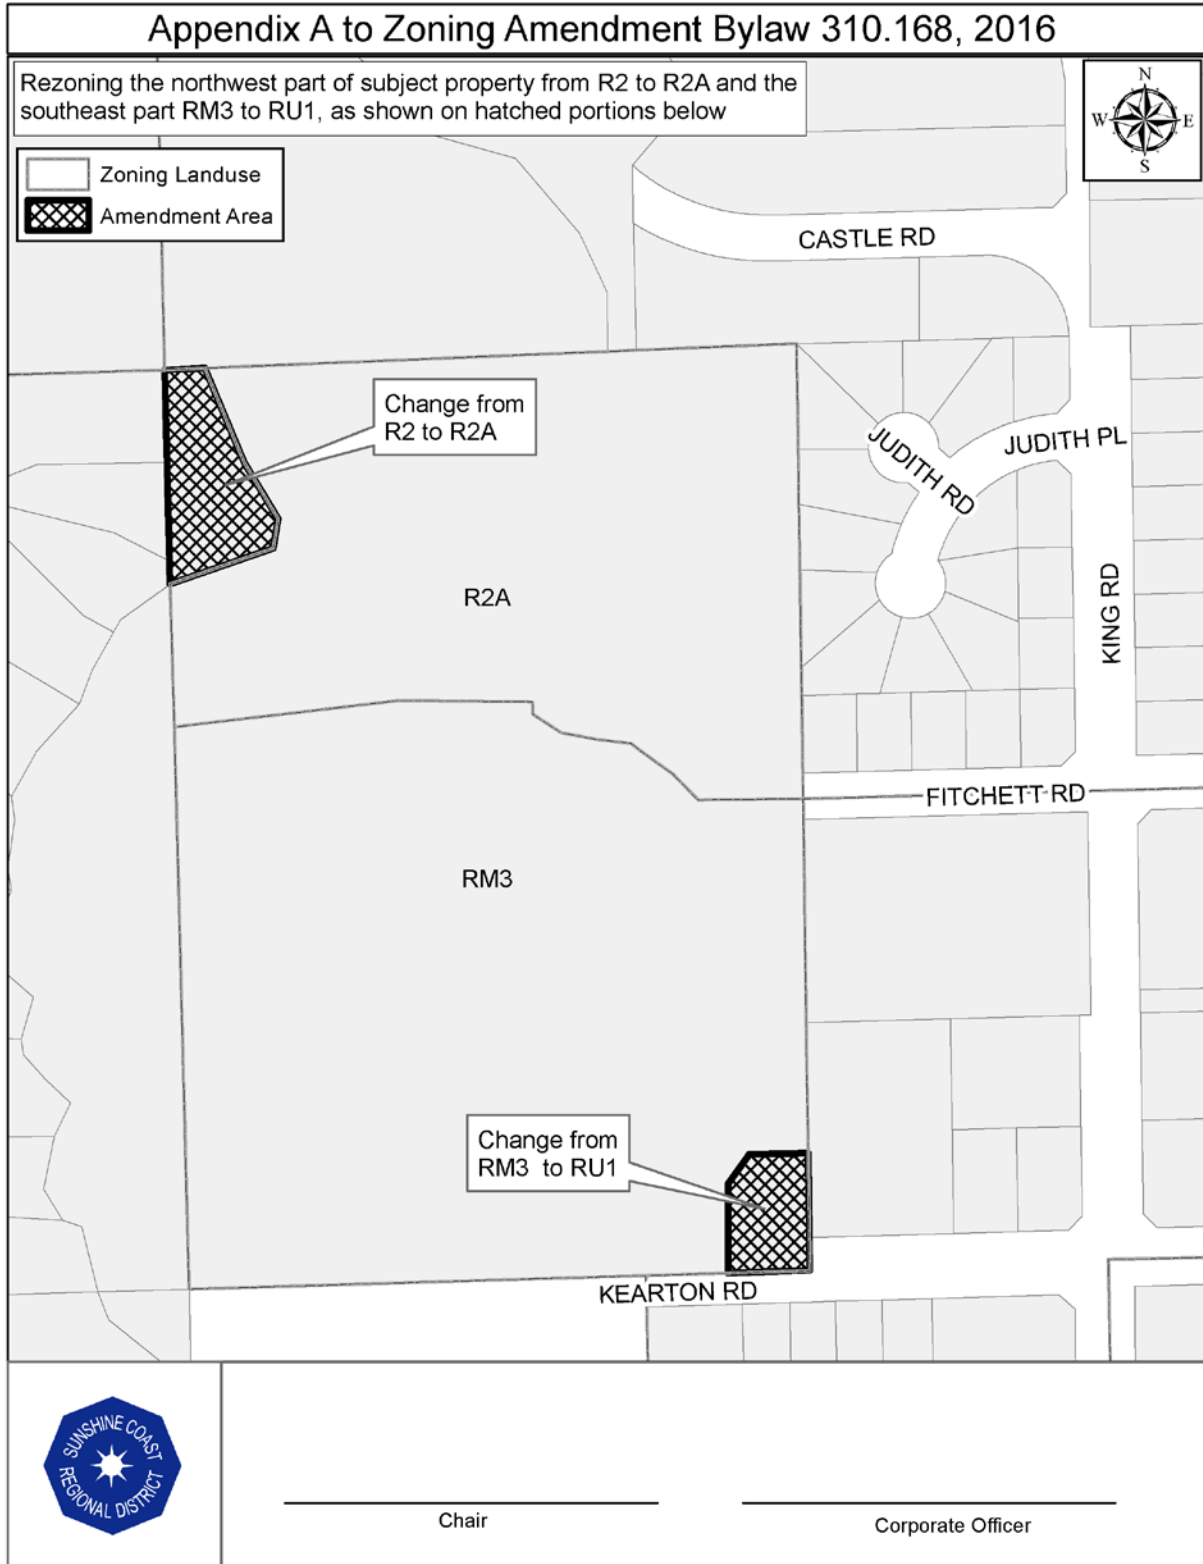 Appendix A to Zoning Amendment Bylaw 310.168, 2016
Rezoning the northwest part of subject property from R2 to R2A and the
southeast part RM3 to RU1, as shown on hatched portions below
N
W E
S
Zoning Landuse
Amendment Area
CASTLE RD
Change from
R2 to R2A
JUDITH RD
JUDITH PL
KING RD
R2A
FITCHETT RD
RM3
Change from
RM3 to RU1
KEARTON RD
SUNSHINE COAST
REGIONAL DISTRICT
Chair
Corporate Officer